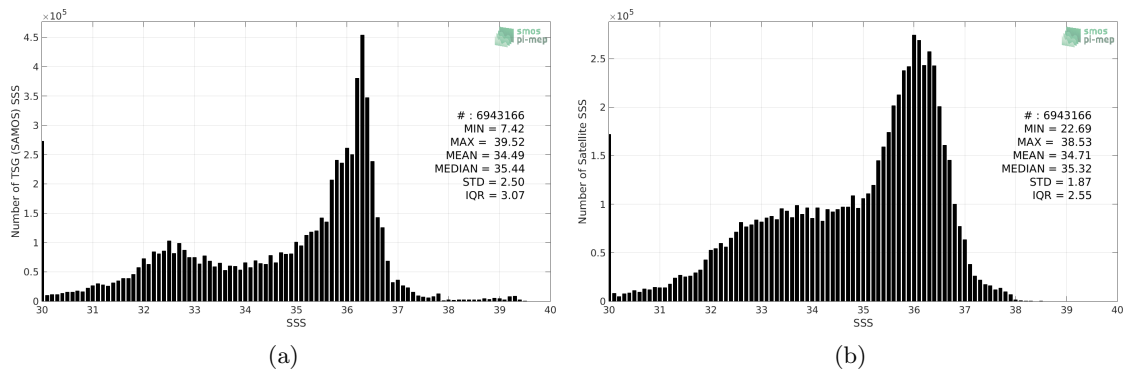 ×10⁵
smos
pi-mep
5
4.5
4
3.5
3
2.5
2
1.5
1
0.5
0
Number of TSG (SAMOS) SSS
# : 6943166
MIN = 7.42
MAX = 39.52
MEAN = 34.49
MEDIAN = 35.44
STD = 2.50
IQR = 3.07
30 31 32 33 34 35 36 37 38 39 40
SSS
(a)
×10⁵
smos
pi-mep
2.5
2
1.5
1
0.5
0
Number of Satellite SSS
# : 6943166
MIN = 22.69
MAX = 38.53
MEAN = 34.71
MEDIAN = 35.32
STD = 1.87
IQR = 2.55
30 31 32 33 34 35 36 37 38 39 40
SSS
(b)